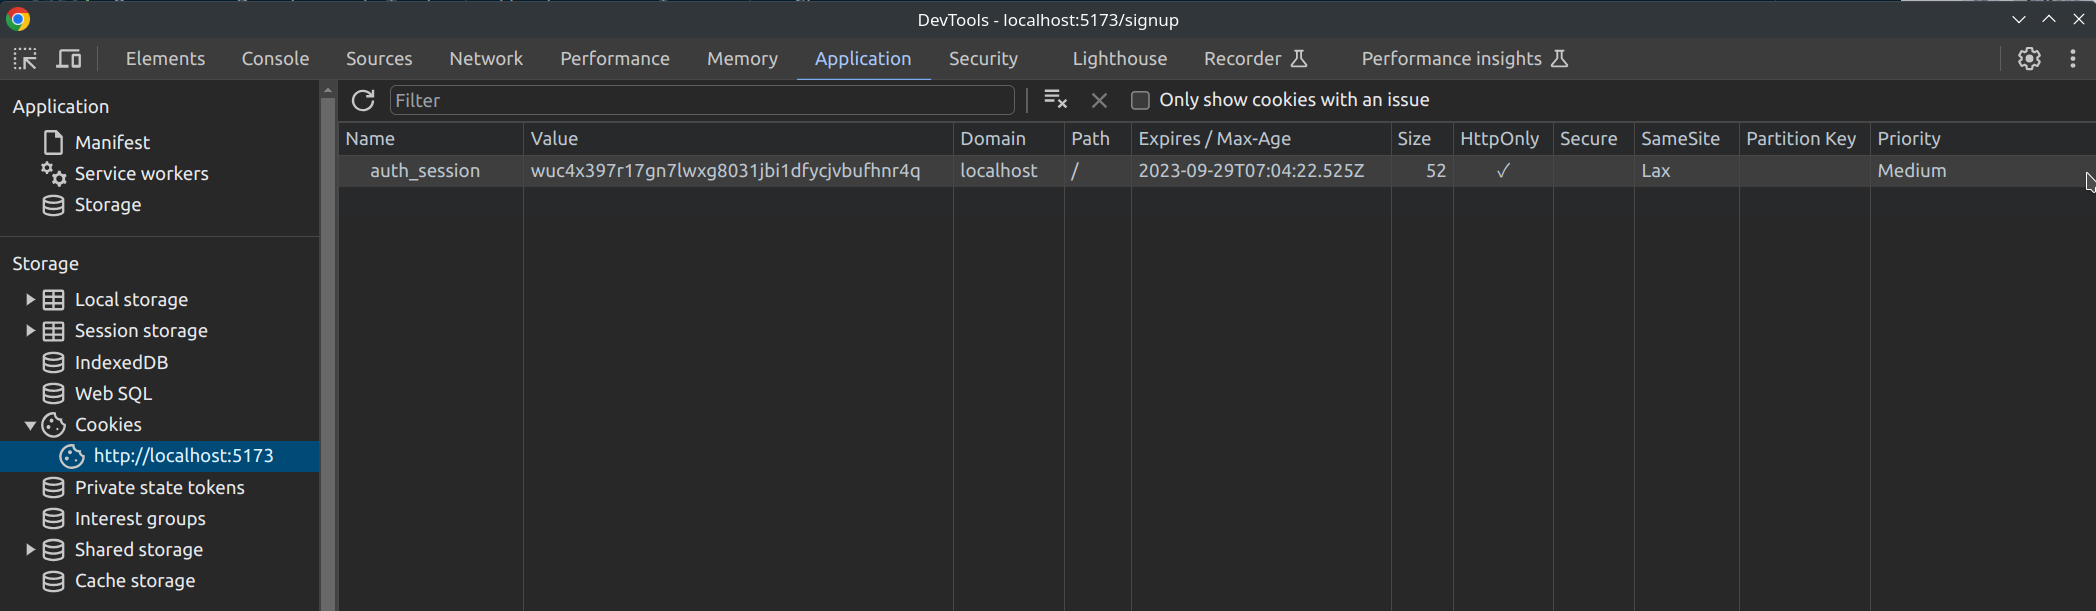 DevTools - localhost:5173/signup
Elements Console Sources Network Performance Memory Application Security Lighthouse Recorder Performance insights
Application
Manifest
Service workers
Storage
Storage
Local storage
Session storage
IndexedDB
Web SQL
Cookies
http://localhost:5173
Private state tokens
Interest groups
Shared storage
Cache storage
Filter Only show cookies with an issue
Name Value Domain Path Expires / Max-Age Size HttpOnly Secure SameSite Partition Key Priority
auth_session wuc4x397r17gn7lwxg8031jbi1dfycjvbufhnr4q localhost / 2023-09-29T07:04:22.525Z 52 ✓ Lax Medium